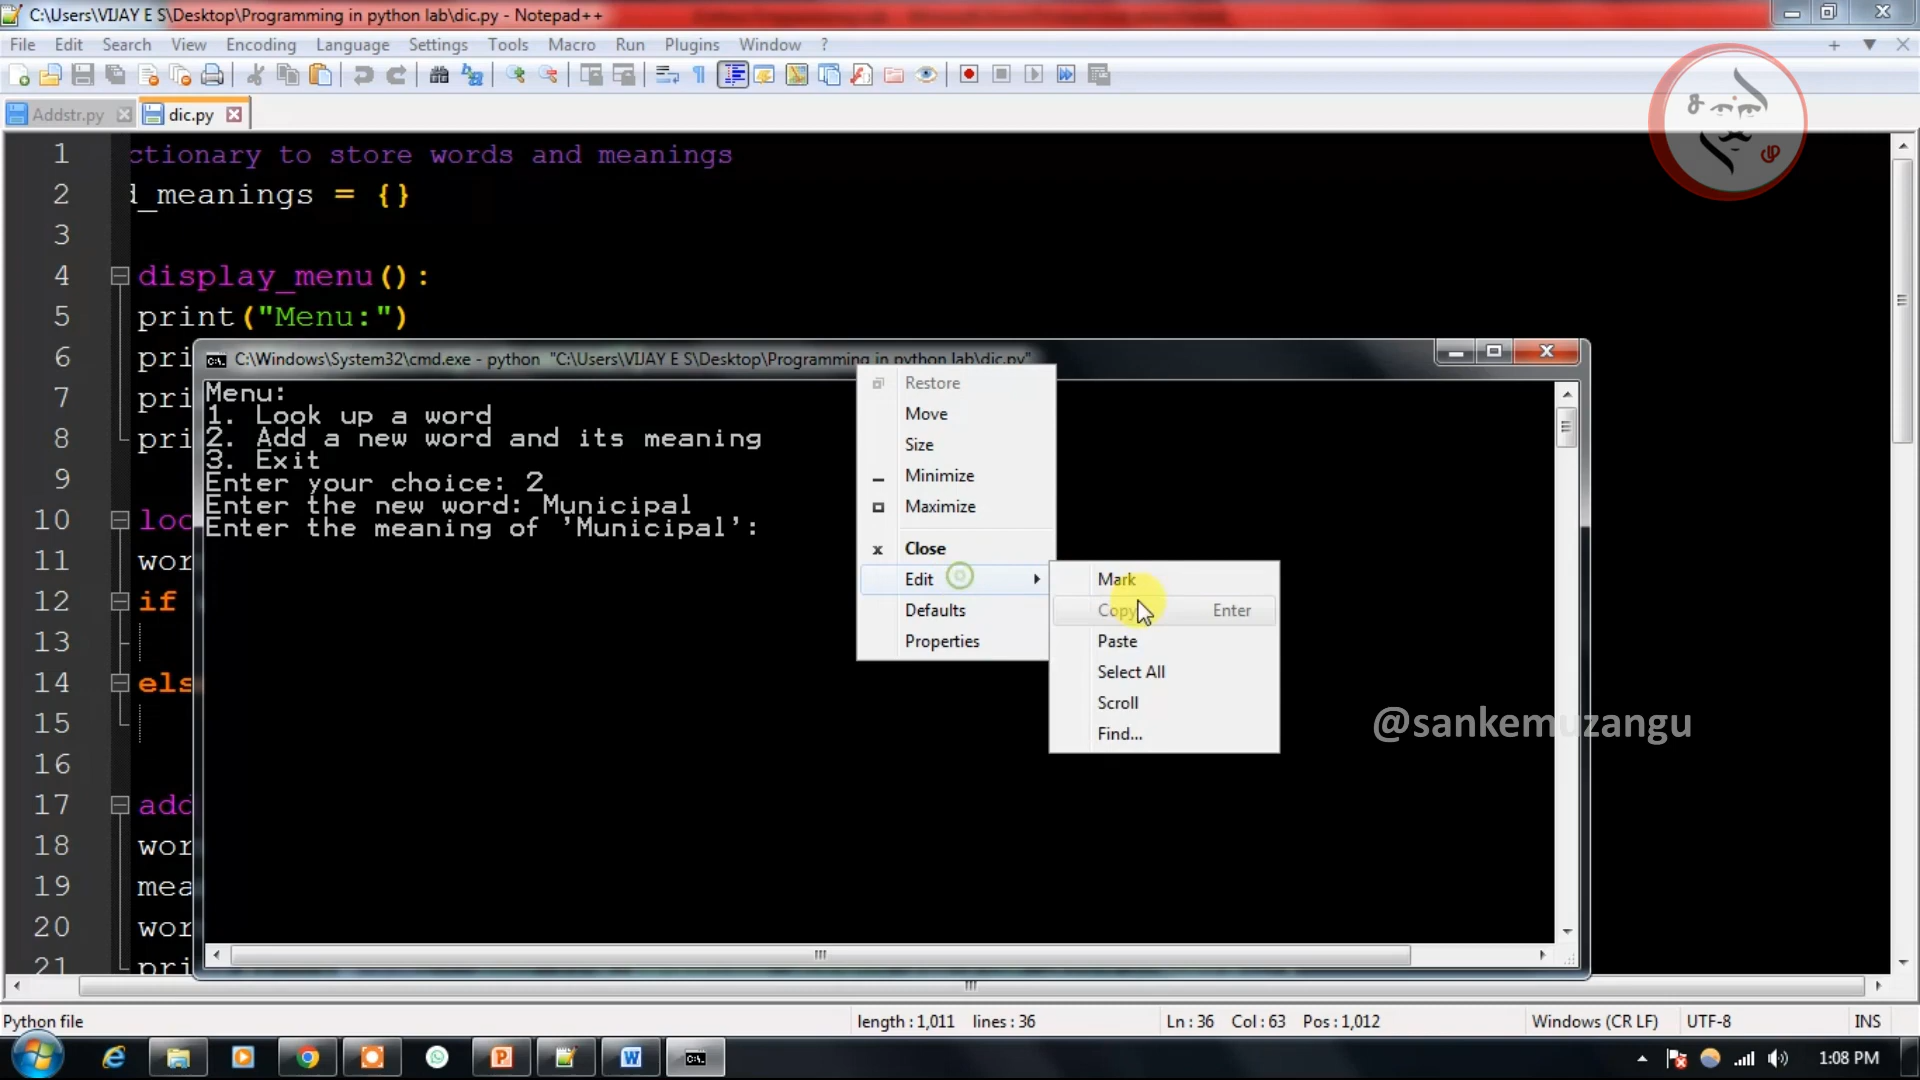 C:\Users\VIJAY E S\Desktop\Programming in python lab\dic.py - Notepad++
File Edit Search View Encoding Language Settings Tools Macro Run Plugins Window ?
Addstr.py dic.py
1 ctionary to store words and meanings
2 d_meanings = {}
3
4 display_menu():
5 print("Menu:")
6 pri
7 pri
8 pri
9
10 loo
11 wor
12 if
13
14 els
15
16
17 add
18 wor
19 mea
20 wor
21 pri
C:\Windows\System32\cmd.exe - python "C:\Users\VIJAY E S\Desktop\Programming in python lab\dic.py"
Menu:
1. Look up a word
2. Add a new word and its meaning
3. Exit
Enter your choice: 2
Enter the new word: Municipal
Enter the meaning of 'Municipal':
Restore
Move
Size
Minimize
Maximize
Close
Edit
Defaults
Properties
Mark
Copy Enter
Paste
Select All
Scroll
Find...
@sankemuzangu
Python file length : 1,011 lines : 36 Ln : 36 Col : 63 Pos : 1,012 Windows (CR LF) UTF-8 INS
1:08 PM